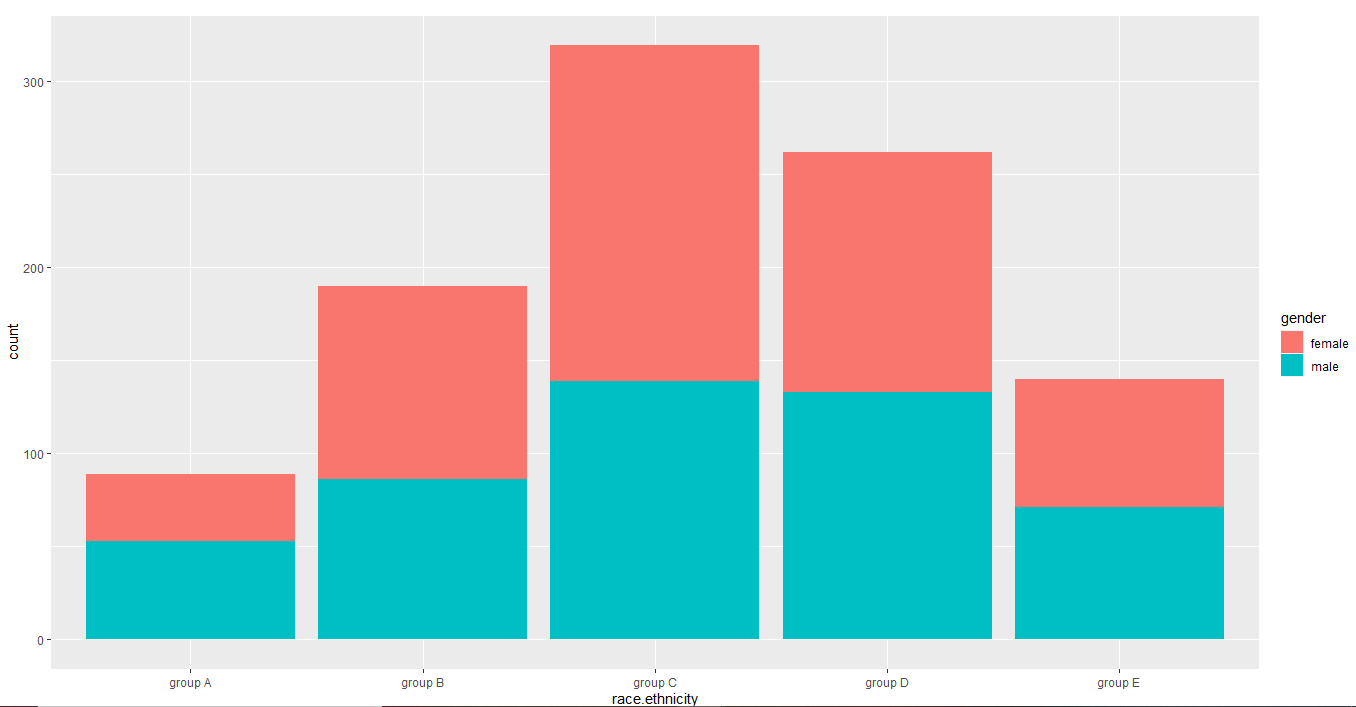 300
200
100
0
count
group A
group B
group C
group D
group E
race.ethnicity
gender
female
male